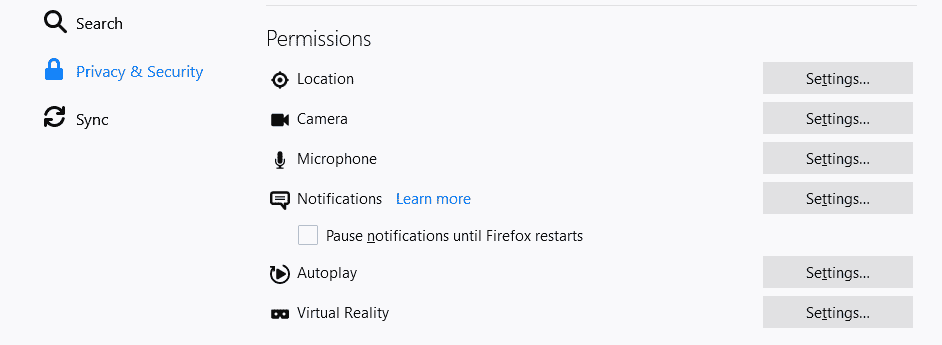 Search
Privacy & Security
Sync
Permissions
Location Settings...
Camera Settings...
Microphone Settings...
Notifications Learn more Settings...
Pause notifications until Firefox restarts
Autoplay Settings...
Virtual Reality Settings...